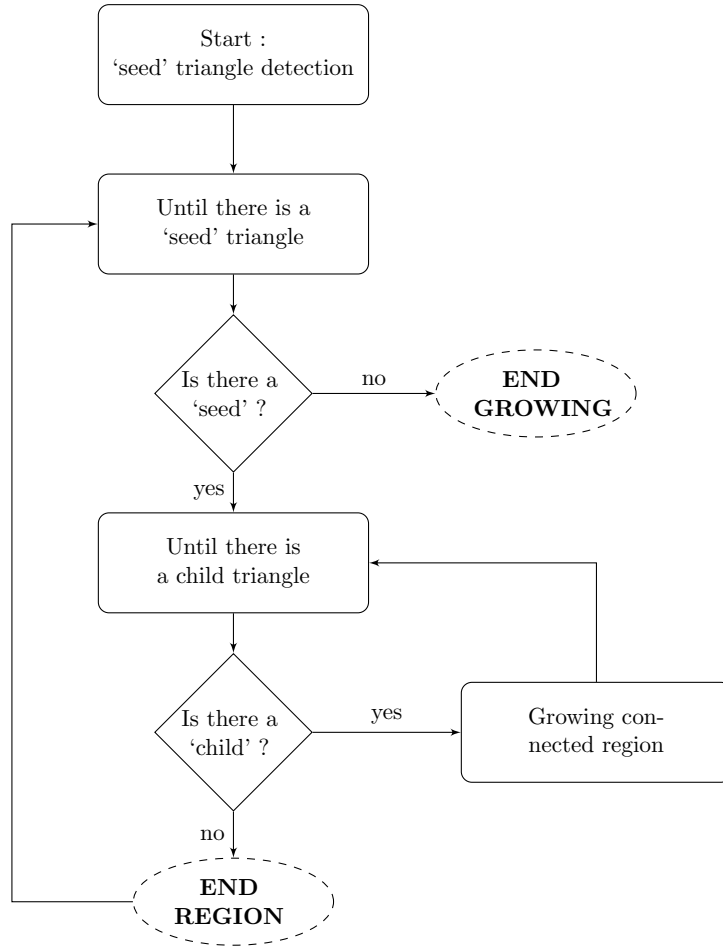 Start :
‘seed’ triangle detection
Until there is a
‘seed’ triangle
Is there a
‘seed’ ?
no
END
GROWING
yes
Until there is
a child triangle
Is there a
‘child’ ?
yes
Growing con-
nected region
no
END
REGION